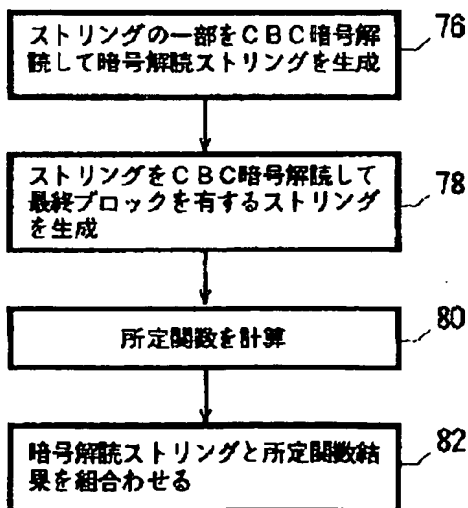 ストリングの一部をCBC暗号解
読して暗号解読ストリングを生成
76
ストリングをCBC暗号解読して
最終ブロックを有するストリング
を生成
78
所定関数を計算
80
暗号解読ストリングと所定関数結
果を組合わせる
82